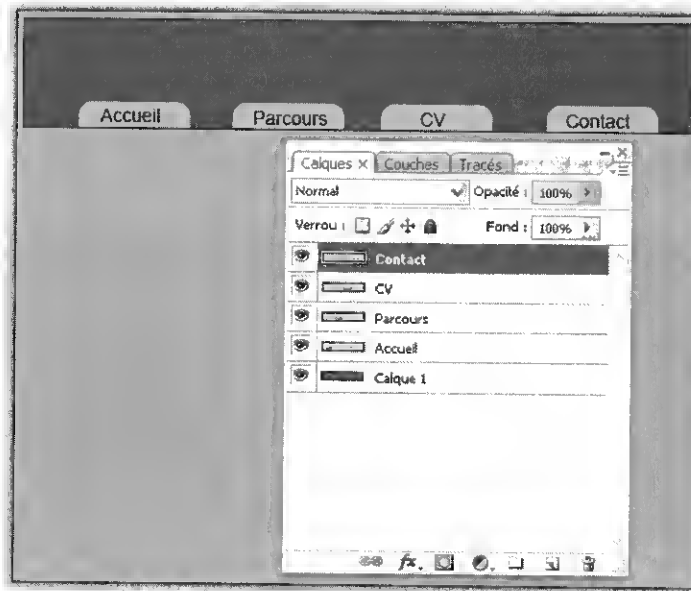 Accueil Parcours CV Contact
Calques × Couches Tracés
Normal Opacité : 100%
Verrou : Fond : 100%
Contact
CV
Parcours
Accueil
Calque 1
fx.